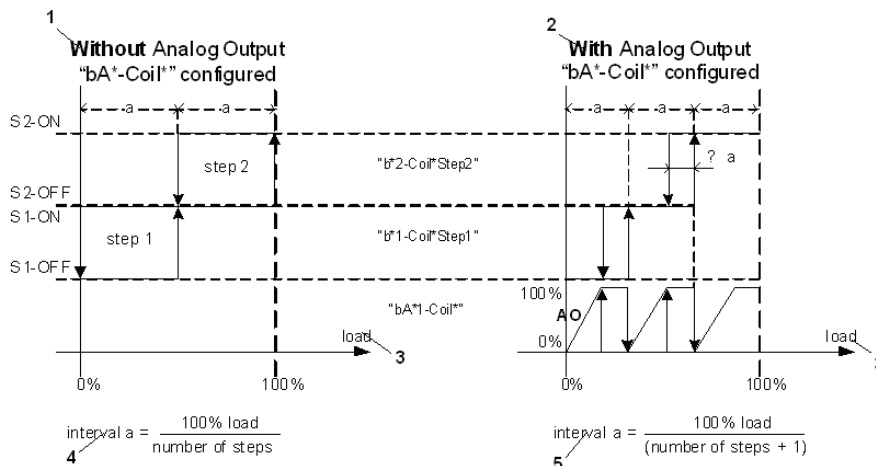 1
Without Analog Output
"bA*-Coil*" configured
2
With Analog Output
"bA*-Coil*" configured
a
a
a
a
a
S2-ON
step 2
"b*2-Coil*Step2"
? a
S2-OFF
S1-ON
step 1
"b*1-Coil*Step1"
S1-OFF
"bA*1-Coil*"
100%
AO
0%
load
3
load
0%
100%
0%
100%
interval a = 100% load
number of steps
4
interval a = 100% load
(number of steps + 1)
5